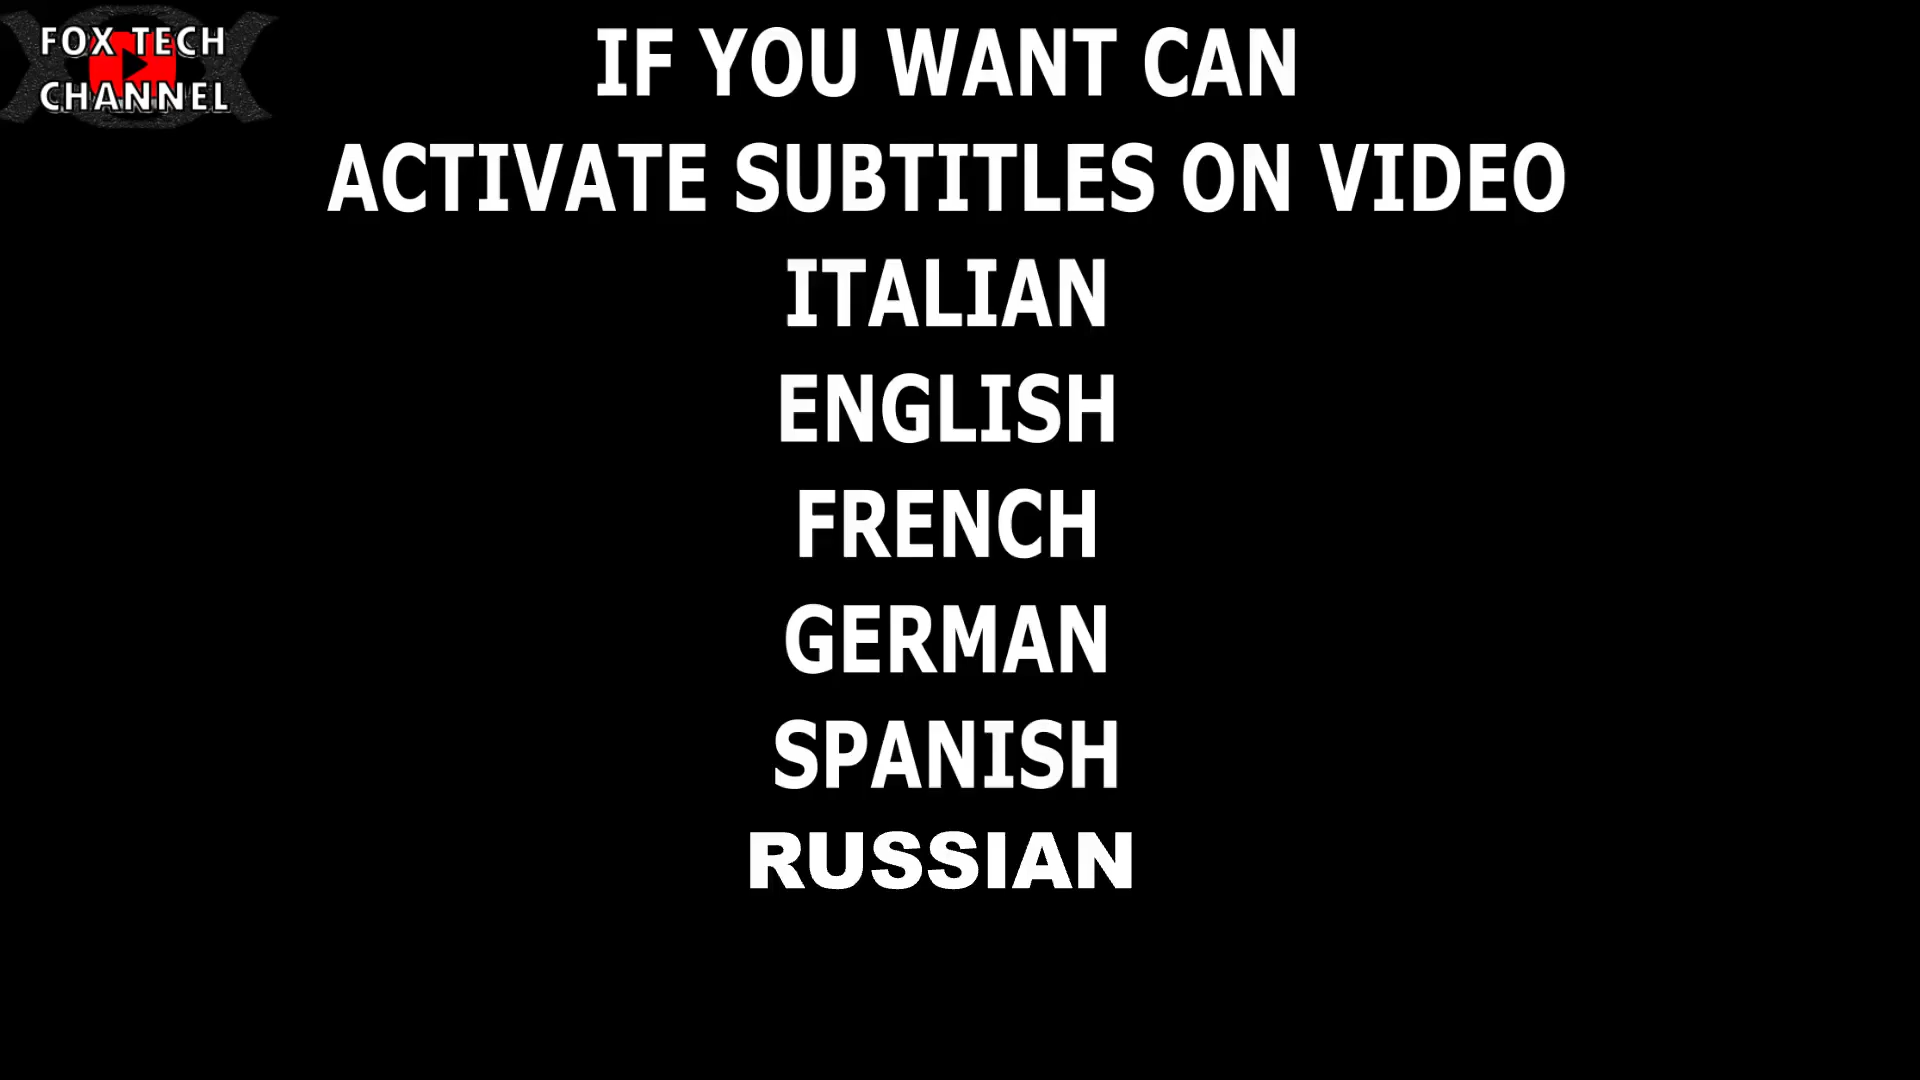 FOX TECH
CHANNEL
IF YOU WANT CAN
ACTIVATE SUBTITLES ON VIDEO
ITALIAN
ENGLISH
FRENCH
GERMAN
SPANISH
RUSSIAN